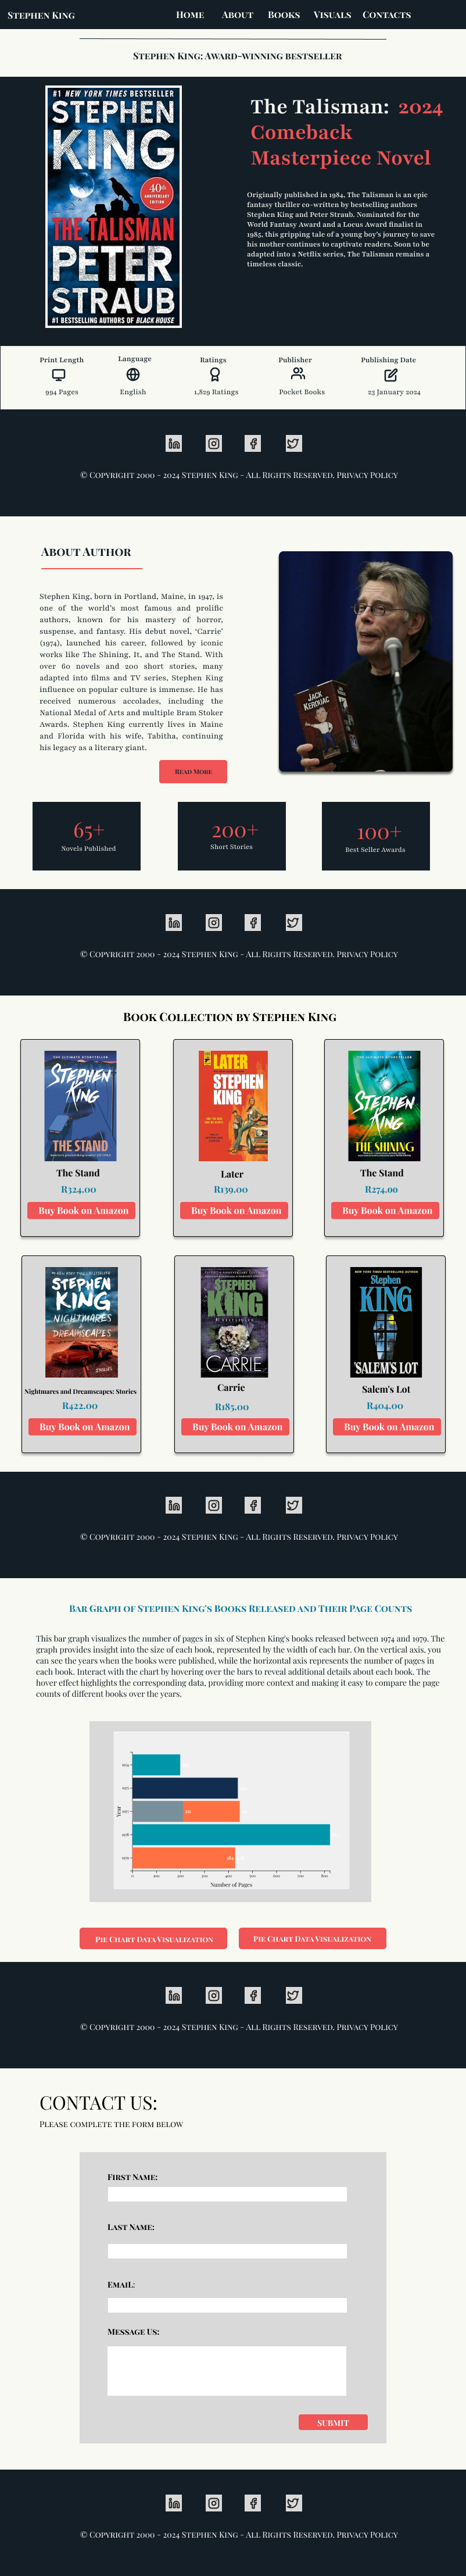 Stephen King
Home About Books Visuals Contacts
Stephen King: Award-winning bestseller
#1 NEW YORK TIMES BESTSELLER
STEPHEN
KING
40th
ANNIVERSARY
EDITION
THE TALISMAN
PETER
STRAUB
#1 BESTSELLING AUTHORS OF BLACK HOUSE
The Talisman: 2024
Comeback
Masterpiece Novel
Originally published in 1984, The Talisman is an epic
fantasy thriller co-written by bestselling authors
Stephen King and Peter Straub. Nominated for the
World Fantasy Award and a Locus Award finalist in
1985, this gripping tale of a young boy's journey to save
his mother continues to captivate readers. Soon to be
adapted into a Netflix series, The Talisman remains a
timeless classic.
Print Length Language Ratings Publisher Publishing Date
994 Pages English 1,829 Ratings Pocket Books 23 January 2024
© Copyright 2000 - 2024 Stephen King - All Rights Reserved. Privacy Policy
About Author
Stephen King, born in Portland, Maine, in 1947, is
one of the world's most famous and prolific
authors, known for his mastery of horror,
suspense, and fantasy. His debut novel, 'Carrie'
(1974), launched his career, followed by iconic
works like The Shining, It, and The Stand. With
over 60 novels and 200 short stories, many
adapted into films and TV series, Stephen King
influence on popular culture is immense. He has
received numerous accolades, including the
National Medal of Arts and multiple Bram Stoker
Awards. Stephen King currently lives in Maine
and Florida with his wife, Tabitha, continuing
his legacy as a literary giant.
JACK
KEROUAC
Read More
65+ 200+ 100+
Novels Published Short Stories Best Seller Awards
© Copyright 2000 - 2024 Stephen King - All Rights Reserved. Privacy Policy
Book Collection by Stephen King
STEPHEN
KING
THE STAND
LATER
STEPHEN
KING
STEPHEN
KING
THE SHINING
The Stand Later The Stand
R324.00 R139.00 R274.00
Buy Book on Amazon Buy Book on Amazon Buy Book on Amazon
STEPHEN
KING
NIGHTMARES
&
DREAMSCAPES
STORIES
STEPHEN
KING
CARRIE
Stephen
KING
'SALEM'S LOT
Nightmares and Dreamscapes: Stories Carrie Salem's Lot
R422.00 R185.00 R404.00
Buy Book on Amazon Buy Book on Amazon Buy Book on Amazon
© Copyright 2000 - 2024 Stephen King - All Rights Reserved. Privacy Policy
Bar Graph of Stephen King's Books Released and Their Page Counts
This bar graph visualizes the number of pages in six of Stephen King's books released between 1974 and 1979. The
graph provides insight into the size of each book, represented by the width of each bar. On the vertical axis, you
can see the years when the books were published, while the horizontal axis represents the number of pages in
each book. Interact with the chart by hovering over the bars to reveal additional details about each book. The
hover effect highlights the corresponding data, providing more context and making it easy to compare the page
counts of different books over the years.
1974
1975
1977
1978
1979
Year
0 100 200 300 400 500 600 700 800
Number of Pages
Pie Chart Data Visualization Pie Chart Data Visualization
© Copyright 2000 - 2024 Stephen King - All Rights Reserved. Privacy Policy
CONTACT US:
Please complete the form below
First Name:
Last Name:
Email:
Message Us:
SUBMIT
© Copyright 2000 - 2024 Stephen King - All Rights Reserved. Privacy Policy